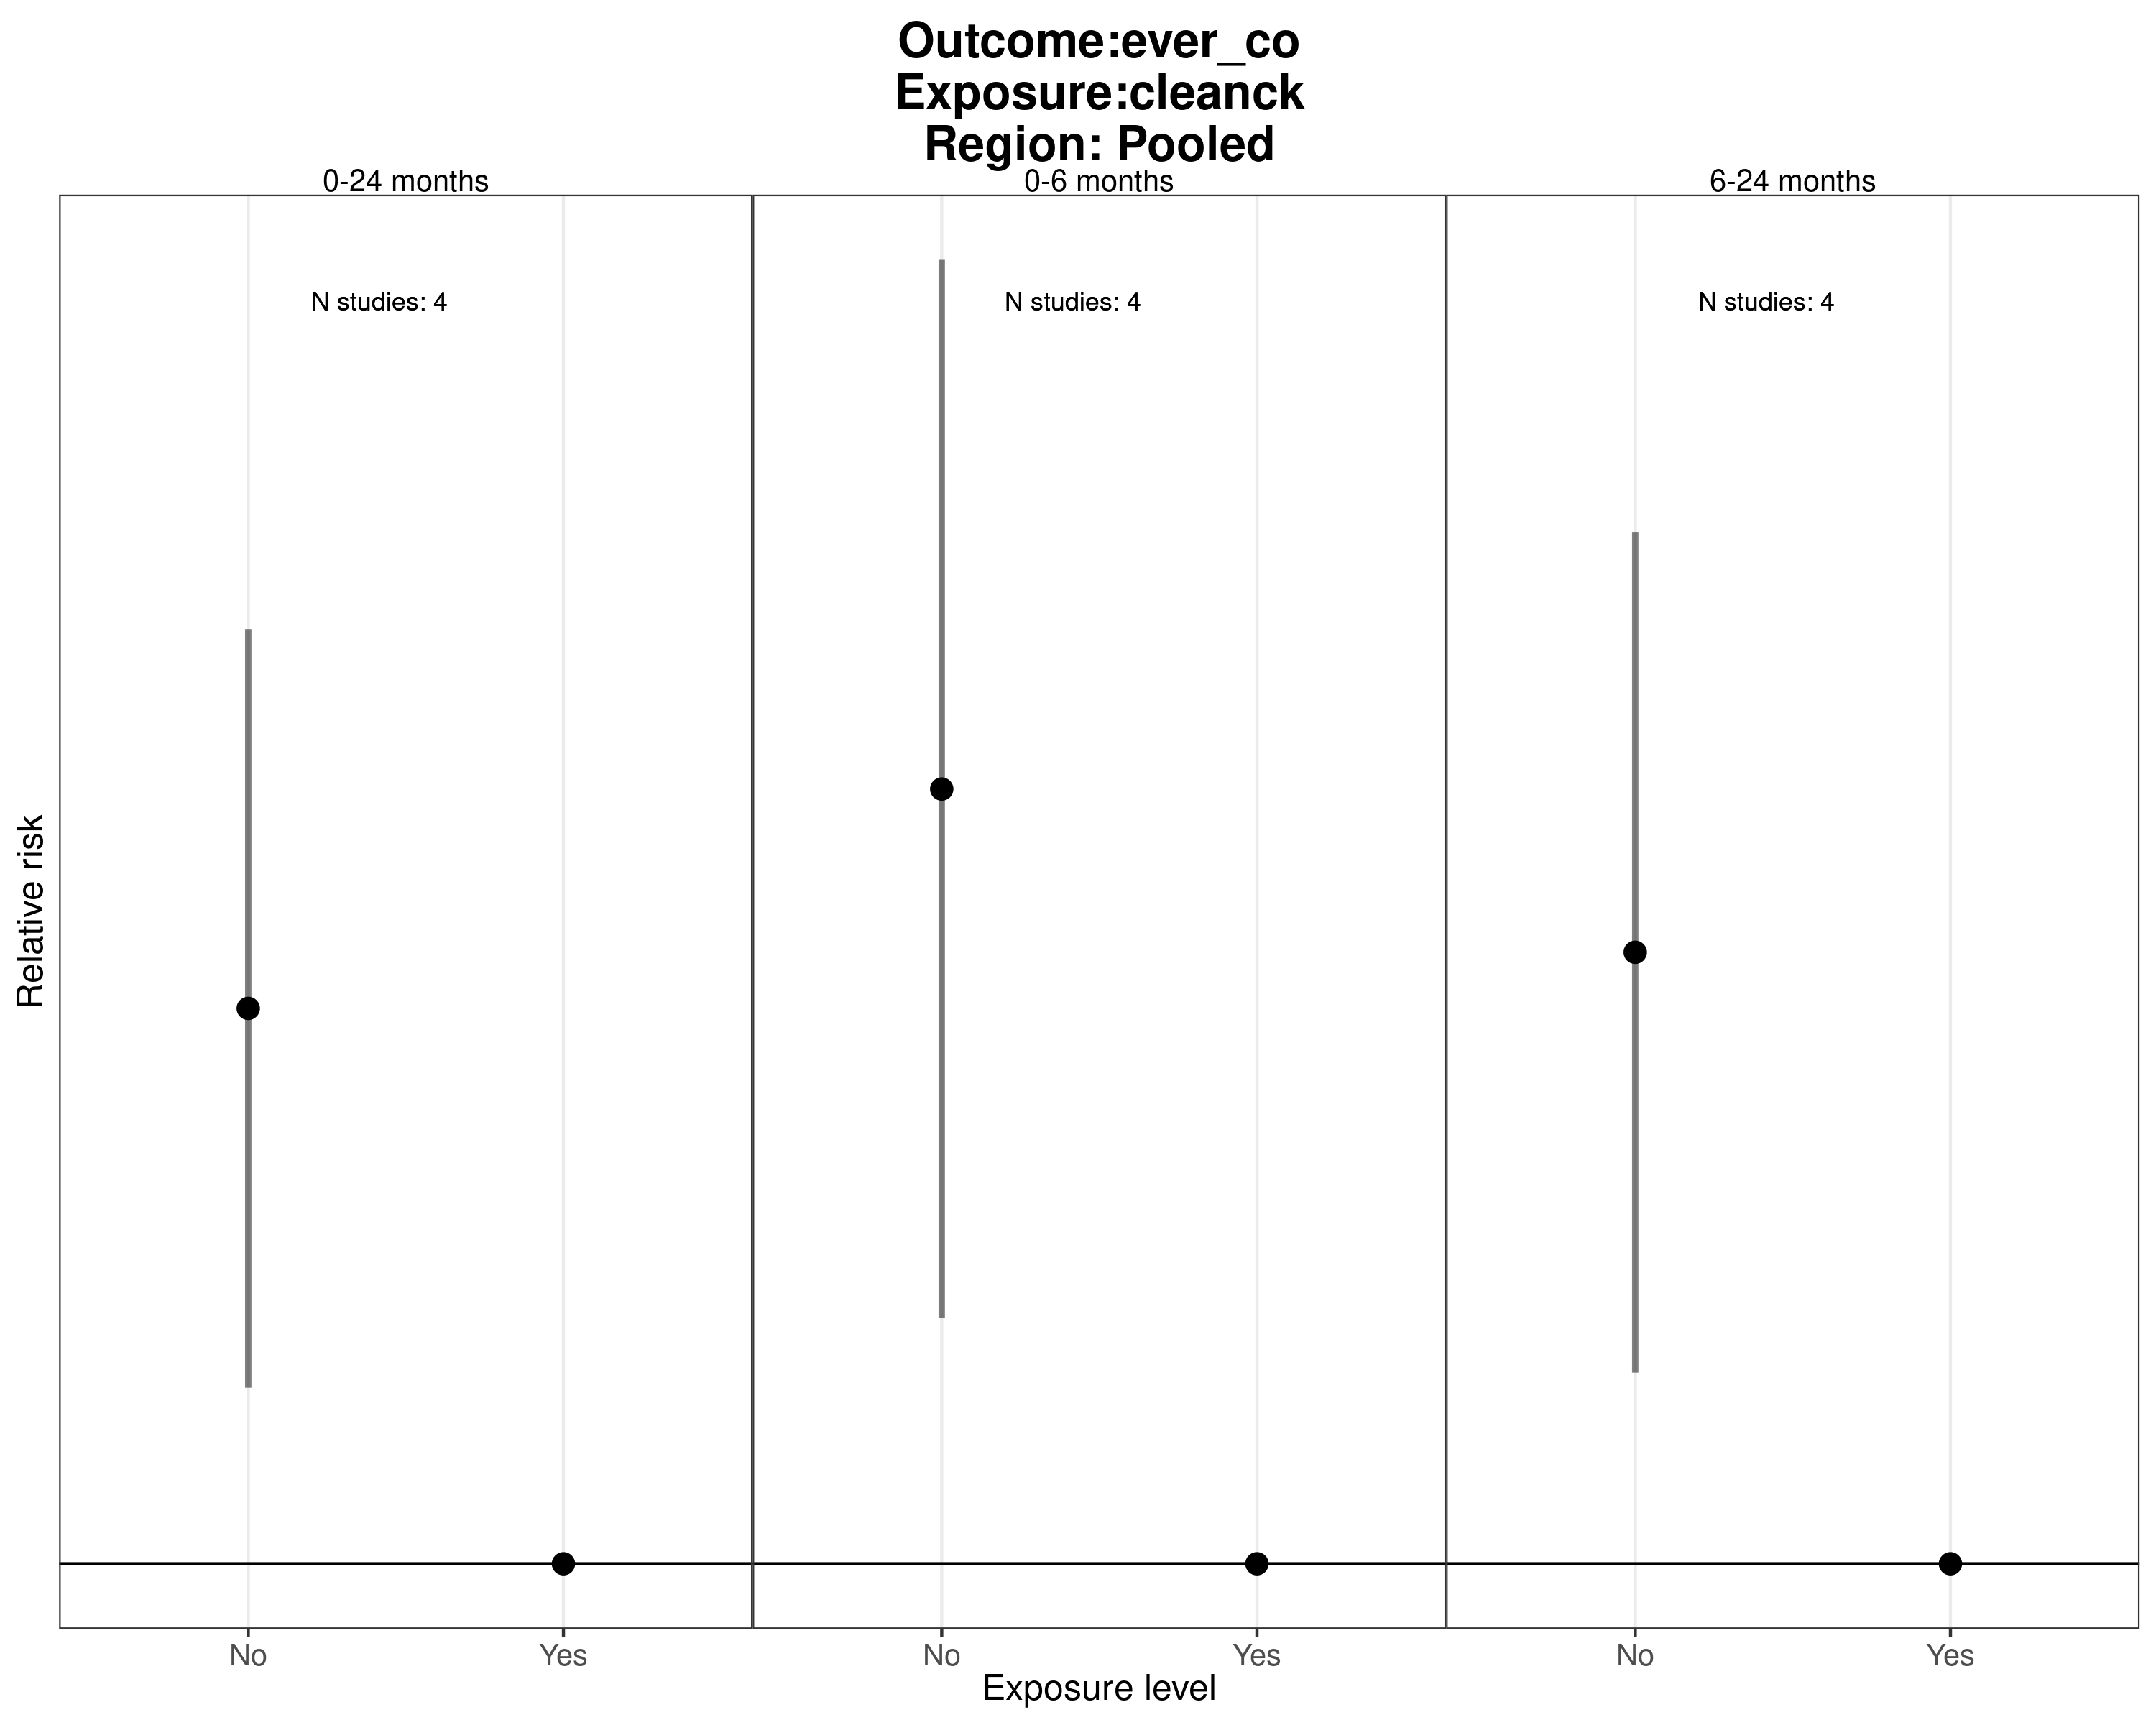 Outcome:ever_co
Exposure:cleanck
Region: Pooled
0-24 months
0-6 months
6-24 months
N studies: 4
N studies: 4
N studies: 4
Relative risk
No
Yes
No
Yes
No
Yes
Exposure level